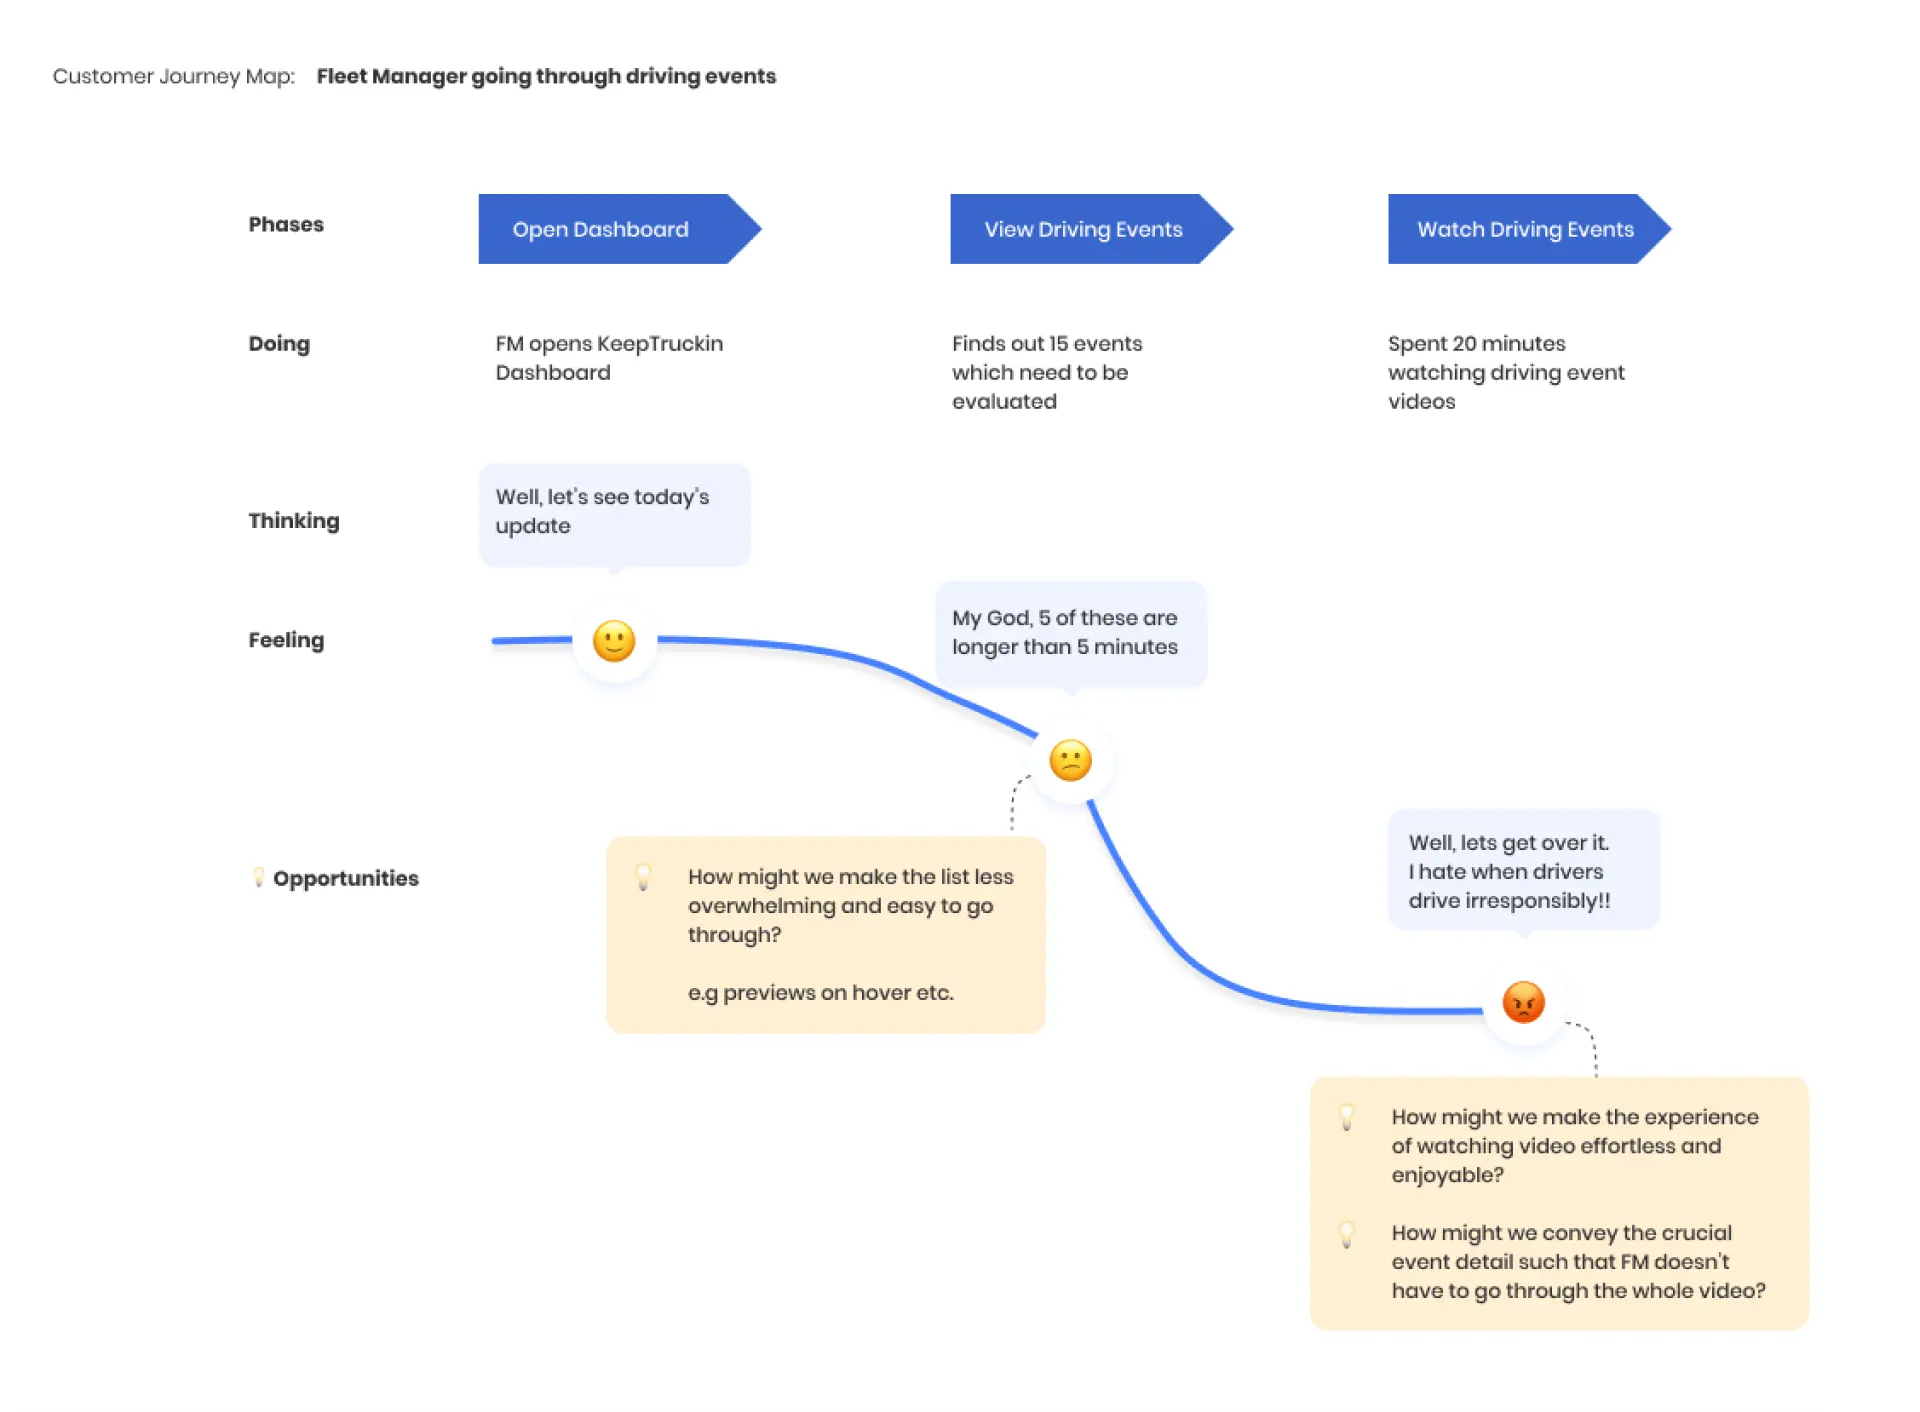 Customer Journey Map: Fleet Manager going through driving events
Phases
Open Dashboard
View Driving Events
Watch Driving Events
Doing
FM opens KeepTruckin
Dashboard
Finds out 15 events
which need to be
evaluated
Spent 20 minutes
watching driving event
videos
Thinking
Well, let's see today's
update
Feeling
My God, 5 of these are
longer than 5 minutes
Well, lets get over it.
I hate when drivers
drive irresponsibly!!
Opportunities
How might we make the list less
overwhelming and easy to go
through?
e.g previews on hover etc.
How might we make the experience
of watching video effortless and
enjoyable?
How might we convey the crucial
event detail such that FM doesn't
have to go through the whole video?